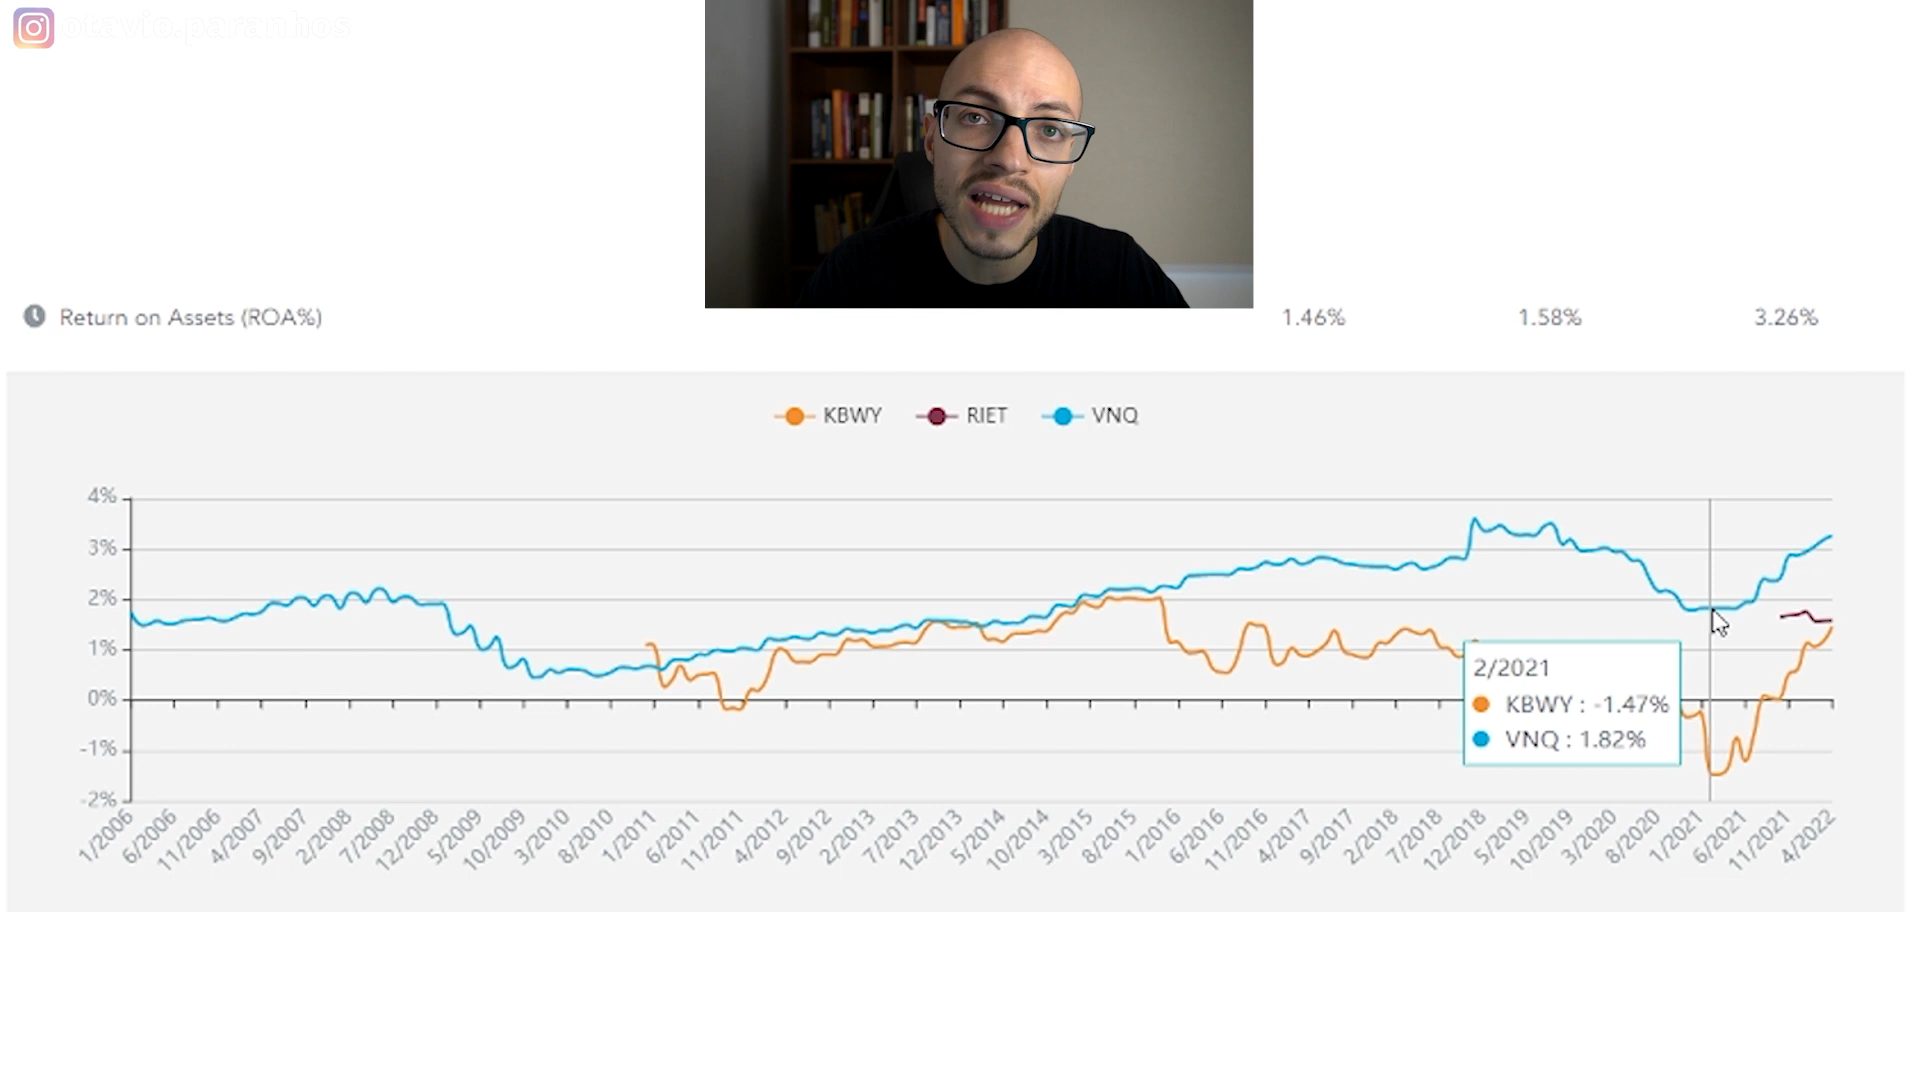 otavio.paranhos
Return on Assets (ROA%) 1.46% 1.58% 3.26%
KBWY RIET VNQ
4%
3%
2%
1%
0%
-1%
-2%
2/2021
KBWY : -1.47%
VNQ : 1.82%
1/2006 6/2006 11/2006 4/2007 9/2007 2/2008 7/2008 12/2008 5/2009 10/2009 3/2010 8/2010 1/2011 6/2011 11/2011 4/2012 9/2012 2/2013 7/2013 12/2013 5/2014 10/2014 3/2015 8/2015 1/2016 6/2016 11/2016 4/2017 9/2017 2/2018 7/2018 12/2018 5/2019 10/2019 3/2020 8/2020 1/2021 6/2021 11/2021 4/2022